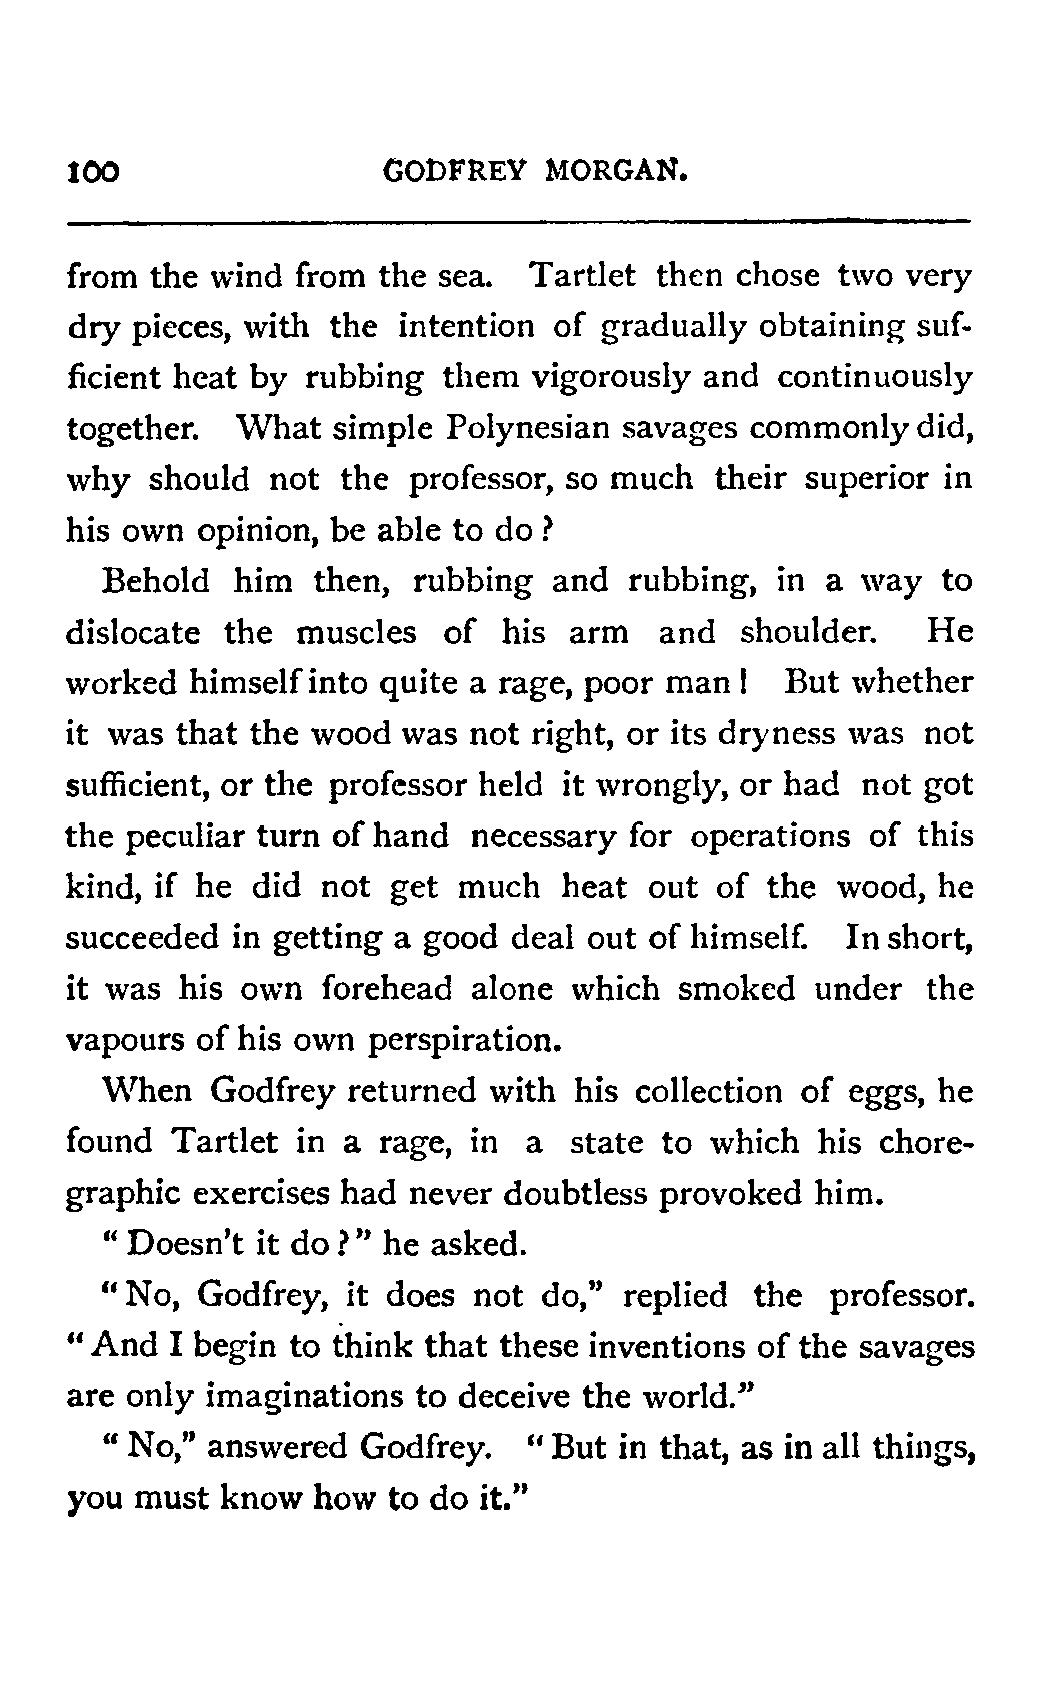 100 GODFREY MORGAN.
from the wind from the sea. Tartlet then chose two very
dry pieces, with the intention of gradually obtaining suf-
ficient heat by rubbing them vigorously and continuously
together. What simple Polynesian savages commonly did,
why should not the professor, so much their superior in
his own opinion, be able to do?
Behold him then, rubbing and rubbing, in a way to
dislocate the muscles of his arm and shoulder. He
worked himself into quite a rage, poor man! But whether
it was that the wood was not right, or its dryness was not
sufficient, or the professor held it wrongly, or had not got
the peculiar turn of hand necessary for operations of this
kind, if he did not get much heat out of the wood, he
succeeded in getting a good deal out of himself. In short,
it was his own forehead alone which smoked under the
vapours of his own perspiration.
When Godfrey returned with his collection of eggs, he
found Tartlet in a rage, in a state to which his chore-
graphic exercises had never doubtless provoked him.
"Doesn't it do?" he asked.
"No, Godfrey, it does not do," replied the professor.
"And I begin to think that these inventions of the savages
are only imaginations to deceive the world."
"No," answered Godfrey. "But in that, as in all things,
you must know how to do it."